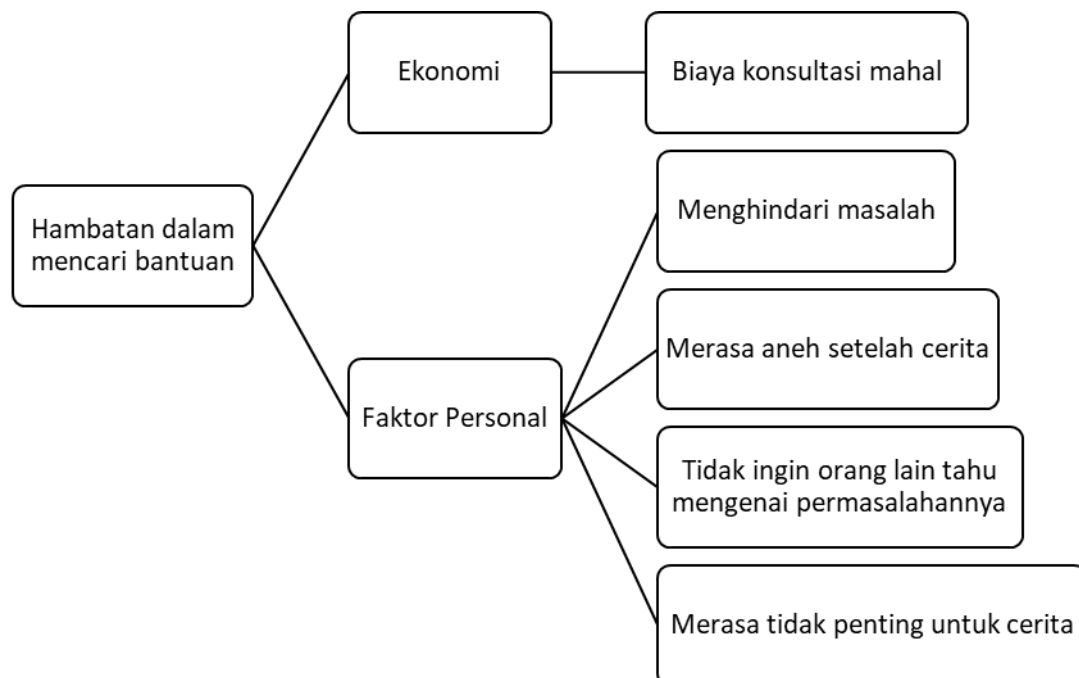 Hambatan dalam
mencari bantuan
Ekonomi
Biaya konsultasi mahal
Faktor Personal
Menghindari masalah
Merasa aneh setelah cerita
Tidak ingin orang lain tahu
mengenai permasalahannya
Merasa tidak penting untuk cerita